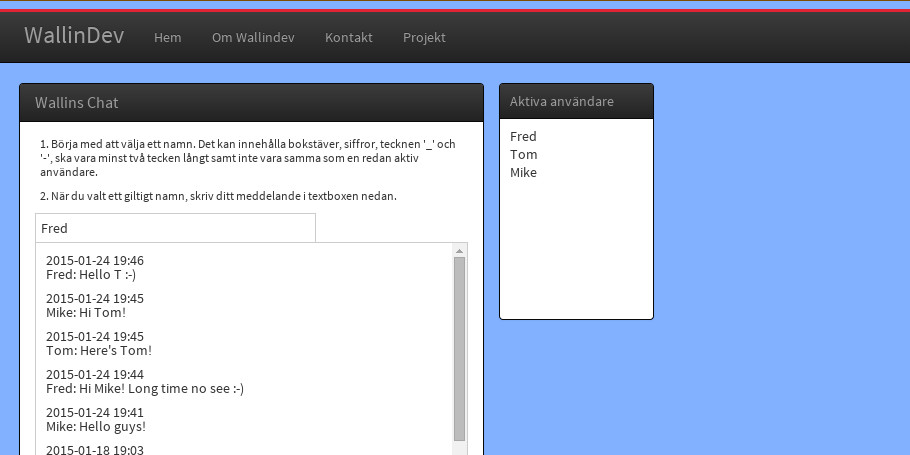 WallinDev
Hem
Om Wallindev
Kontakt
Projekt
Wallins Chat
1. Börja med att välja ett namn. Det kan innehålla bokstäver, siffror, tecknen '_' och
'-', ska vara minst två tecken långt samt inte vara samma som en redan aktiv
användare.
2. När du valt ett giltigt namn, skriv ditt meddelande i textboxen nedan.
Fred
2015-01-24 19:46
Fred: Hello T :-)
2015-01-24 19:45
Mike: Hi Tom!
2015-01-24 19:45
Tom: Here's Tom!
2015-01-24 19:44
Fred: Hi Mike! Long time no see :-)
2015-01-24 19:41
Mike: Hello guys!
2015-01-18 19:03
Aktiva användare
Fred
Tom
Mike